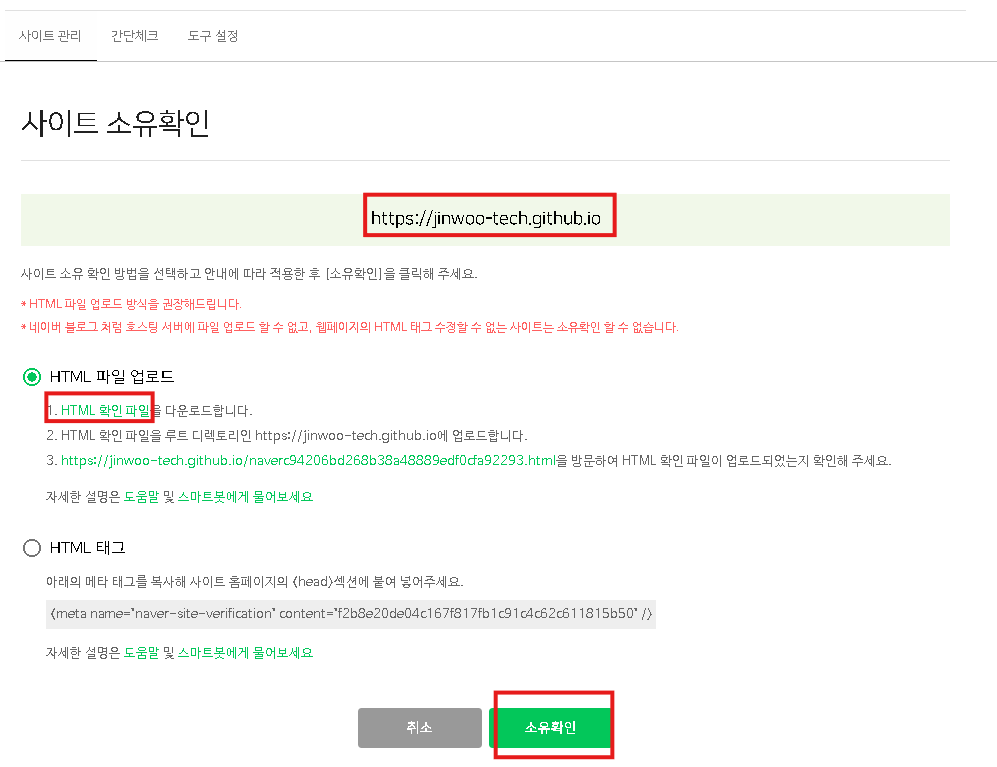 사이트 관리 간단체크 도구 설정
사이트 소유확인
https://jinwoo-tech.github.io
사이트 소유 확인 방법을 선택하고 안내에 따라 적용한 후 [소유확인]을 클릭해 주세요.
* HTML 파일 업로드 방식을 권장해드립니다.
* 네이버 블로그 처럼 호스팅 서버에 파일 업로드 할 수 없고, 웹페이지의 HTML 태그 수정할 수 없는 사이트는 소유확인 할 수 없습니다.
HTML 파일 업로드
1. HTML 확인 파일을 다운로드합니다.
2. HTML 확인 파일을 루트 디렉토리인 https://jinwoo-tech.github.io에 업로드합니다.
3. https://jinwoo-tech.github.io/naverc94206bd268b38a48889edf0cfa92293.html을 방문하여 HTML 확인 파일이 업로드되었는지 확인해 주세요.
자세한 설명은 도움말 및 스마트봇에게 물어보세요
HTML 태그
아래의 메타 태그를 복사해 사이트 홈페이지의 <head>섹션에 붙여 넣어주세요.
<meta name="naver-site-verification" content="f2b8e20de04c167f817fb1c91c4c62c611815b50" />
자세한 설명은 도움말 및 스마트봇에게 물어보세요
취소 소유확인